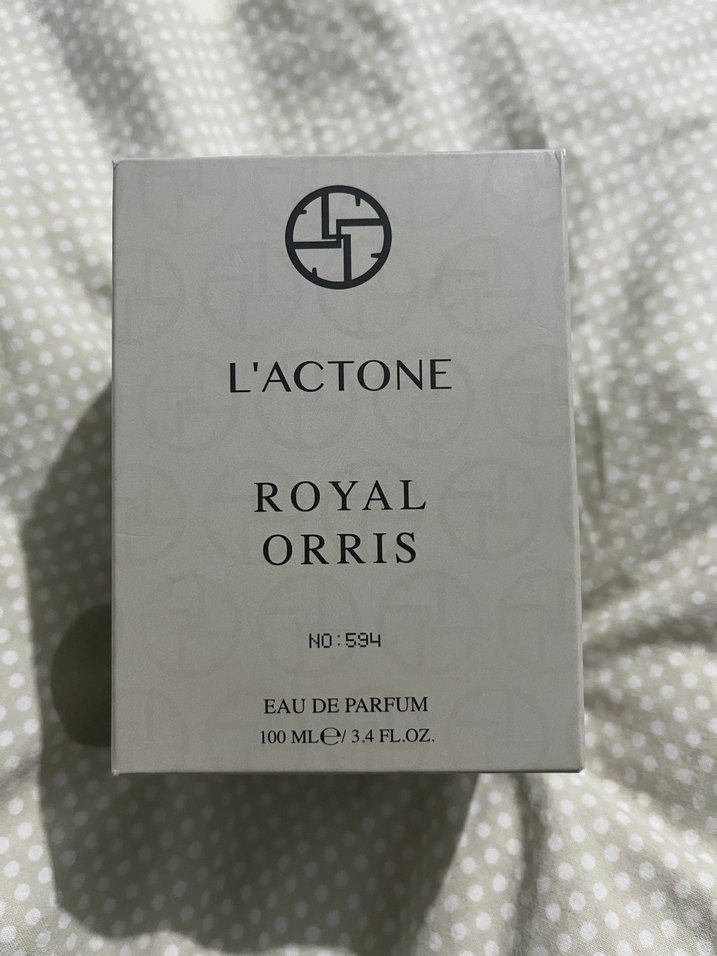 L'ACTONE
ROYAL
ORRIS
NO:594
EAU DE PARFUM
100 ML℮/ 3.4 FL.OZ.